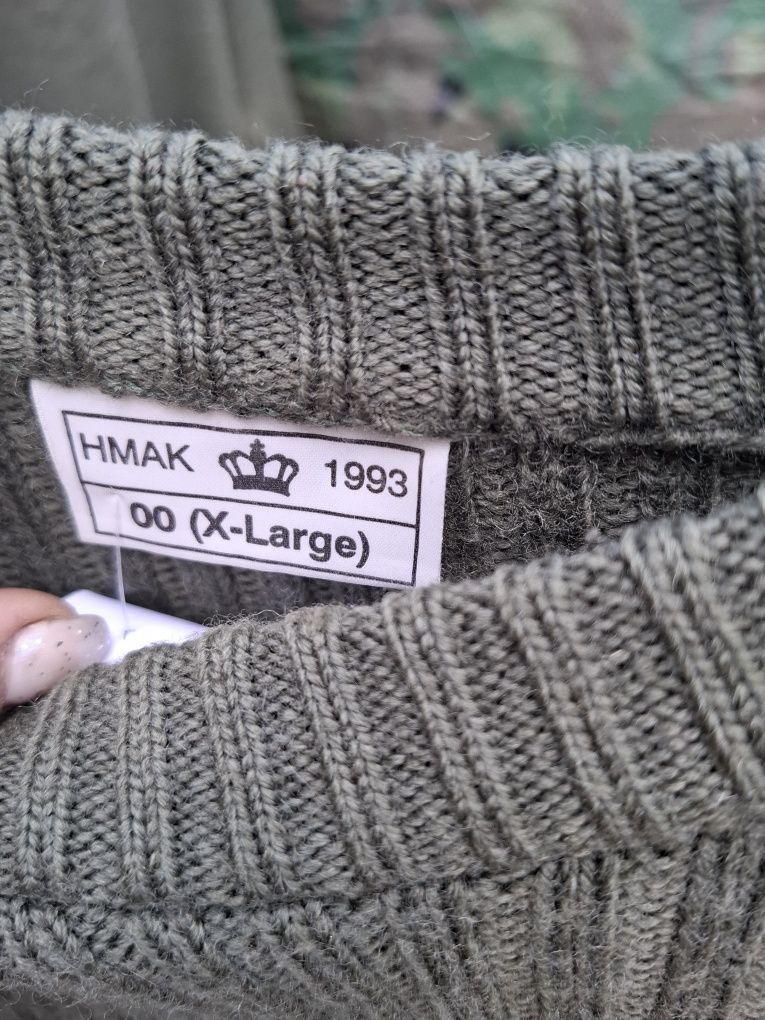 HMAK 1993
00 (X-Large)